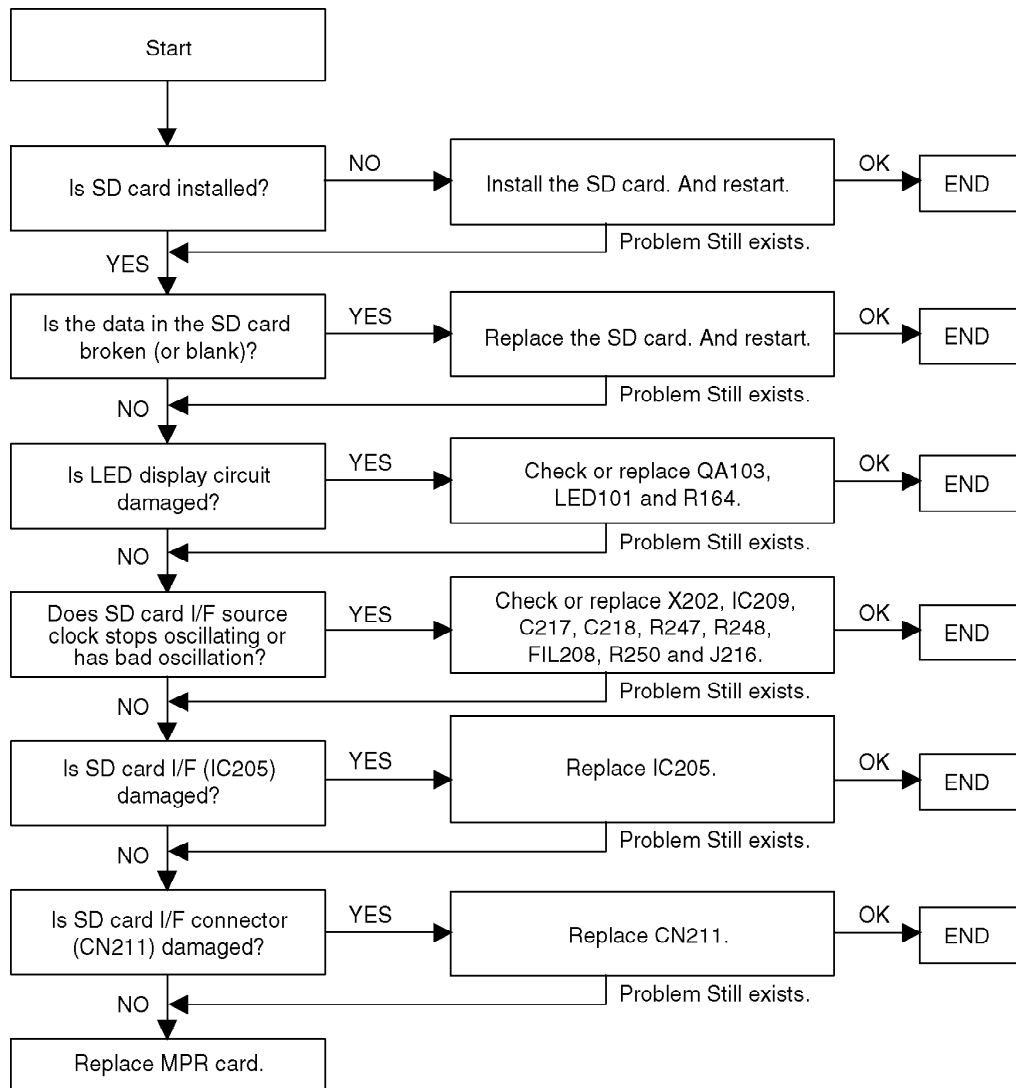 Start
Is SD card installed?
NO
Install the SD card. And restart.
OK
END
Problem Still exists.
YES
Is the data in the SD card
broken (or blank)?
YES
Replace the SD card. And restart.
OK
END
Problem Still exists.
NO
Is LED display circuit
damaged?
YES
Check or replace QA103,
LED101 and R164.
OK
END
Problem Still exists.
NO
Does SD card I/F source
clock stops oscillating or
has bad oscillation?
YES
Check or replace X202, IC209,
C217, C218, R247, R248,
FIL208, R250 and J216.
OK
END
Problem Still exists.
NO
Is SD card I/F (IC205)
damaged?
YES
Replace IC205.
OK
END
Problem Still exists.
NO
Is SD card I/F connector
(CN211) damaged?
YES
Replace CN211.
OK
END
Problem Still exists.
NO
Replace MPR card.